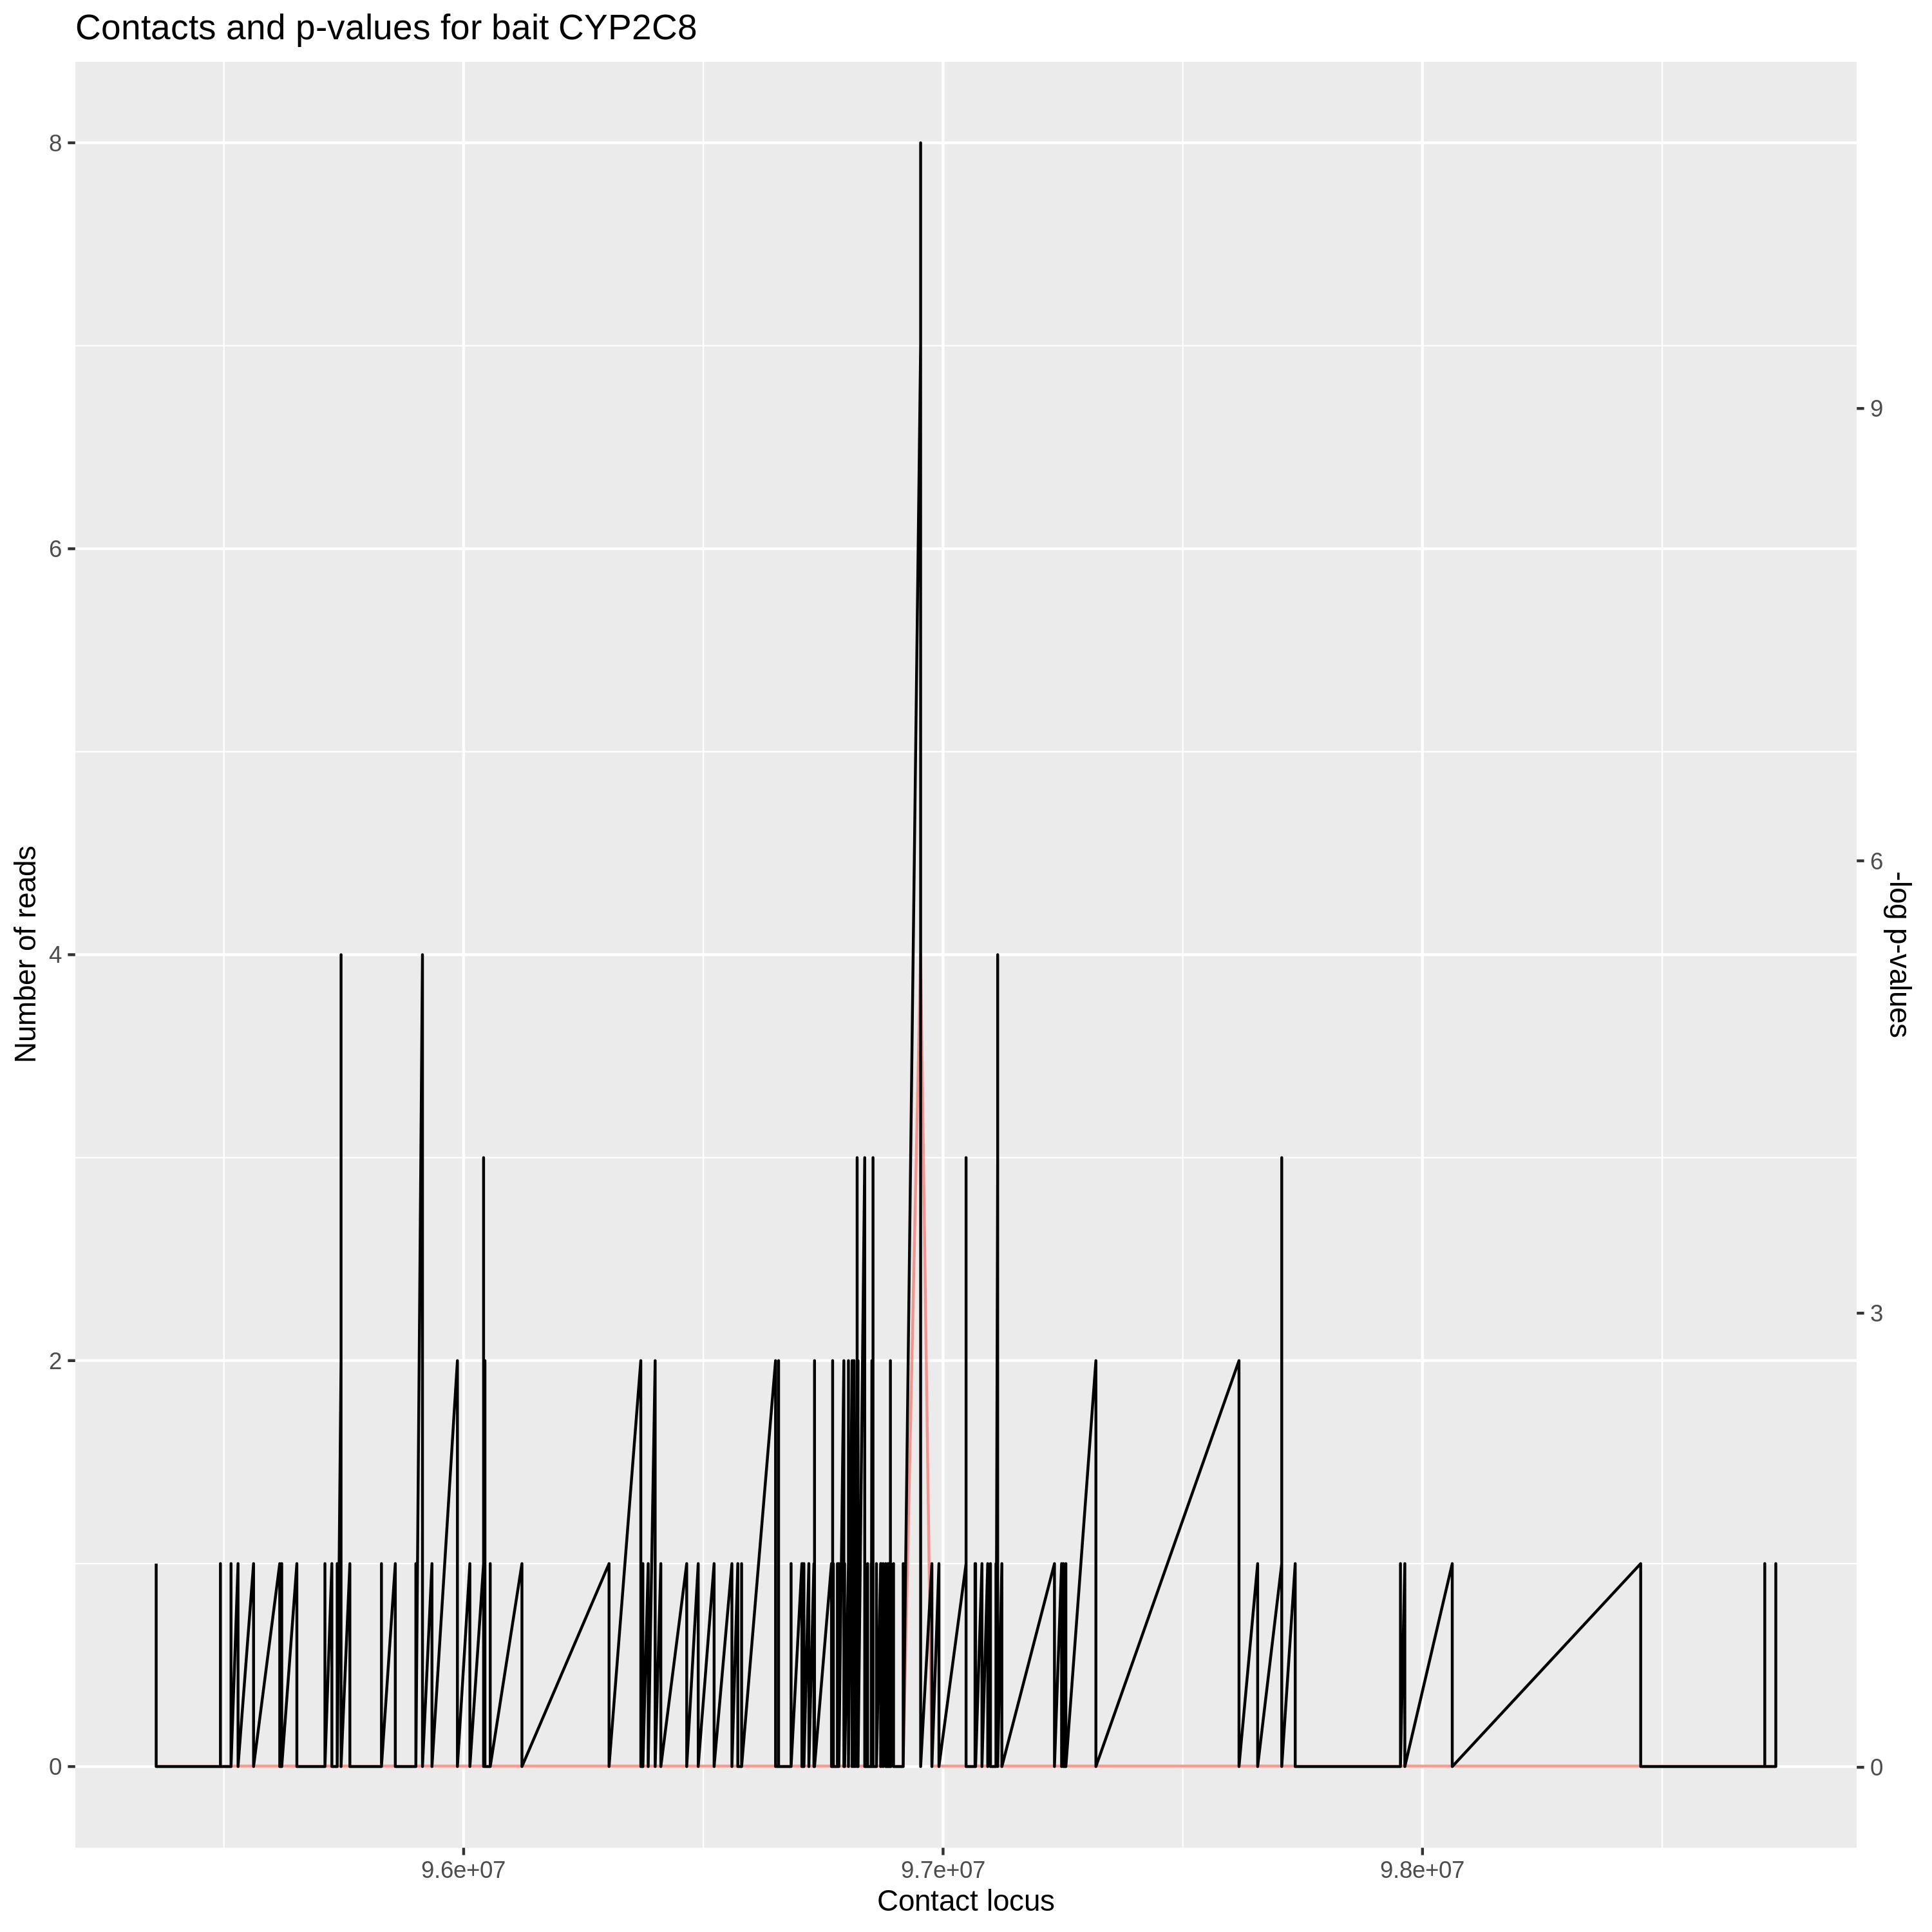 Contacts and p-values for bait CYP2C8
8
6
4
2
0
Number of reads
9
6
3
0
-log p-values
9.6e+07
9.7e+07
9.8e+07
Contact locus